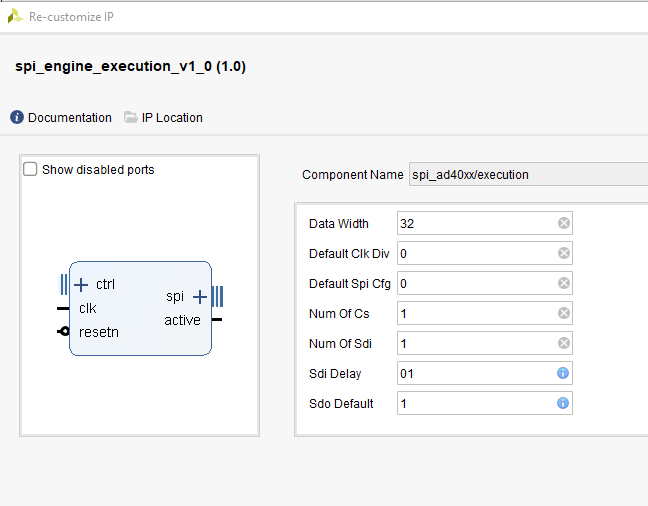 Re-customize IP
spi_engine_execution_v1_0 (1.0)
Documentation IP Location
Show disabled ports
ctrl
clk
resetn
spi
active
Component Name spi_ad40xx/execution
Data Width 32
Default Clk Div 0
Default Spi Cfg 0
Num Of Cs 1
Num Of Sdi 1
Sdi Delay 01
Sdo Default 1